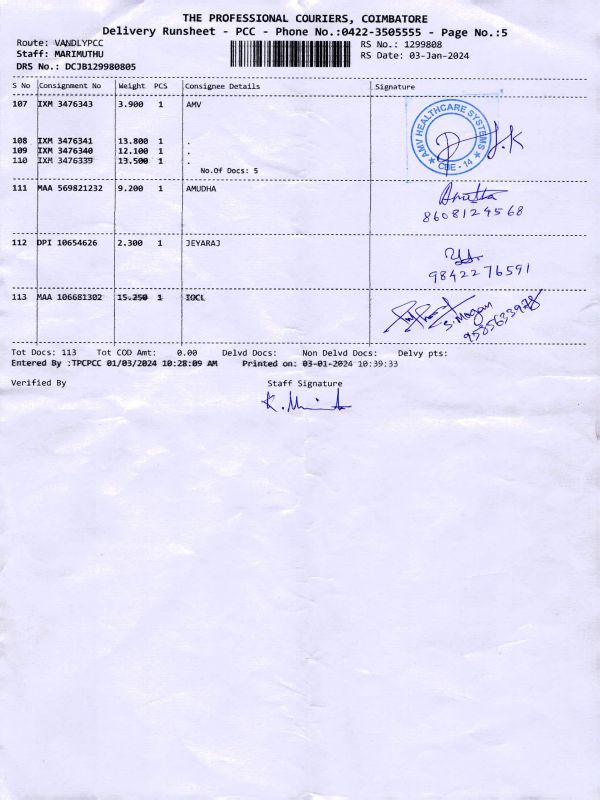 THE PROFESSIONAL COURIERS, COIMBATORE
Delivery Runsheet - PCC - Phone No.:0422-3505555 - Page No.:5
Route: VANDLYPCC RS No.: 1299808
Staff: MARIMUTHU RS Date: 03-Jan-2024
DRS No.: DCJB129980805
S No Consignment No Weight PCS Consignee Details Signature
107 IXM 3476343 3.900 1 AMV
AMV HEALTHCARE SYSTEMS
CBE - 14
108 IXM 3476341 13.800 1 .
109 IXM 3476340 12.100 1 .
110 IXM 3476339 13.500 1 .
No.Of Docs: 5
111 MAA 569821232 9.200 1 AMUDHA
8608124568
112 DPI 10654626 2.300 1 JEYARAJ
9842276591
113 MAA 106681302 15.250 1 IOCL
S. Magan
Tot Docs: 113 Tot COD Amt: 0.00 Delvd Docs: Non Delvd Docs: Delvy pts:
Entered By :TPCPCC 01/03/2024 10:28:09 AM Printed on: 03-01-2024 10:39:33
Verified By Staff Signature